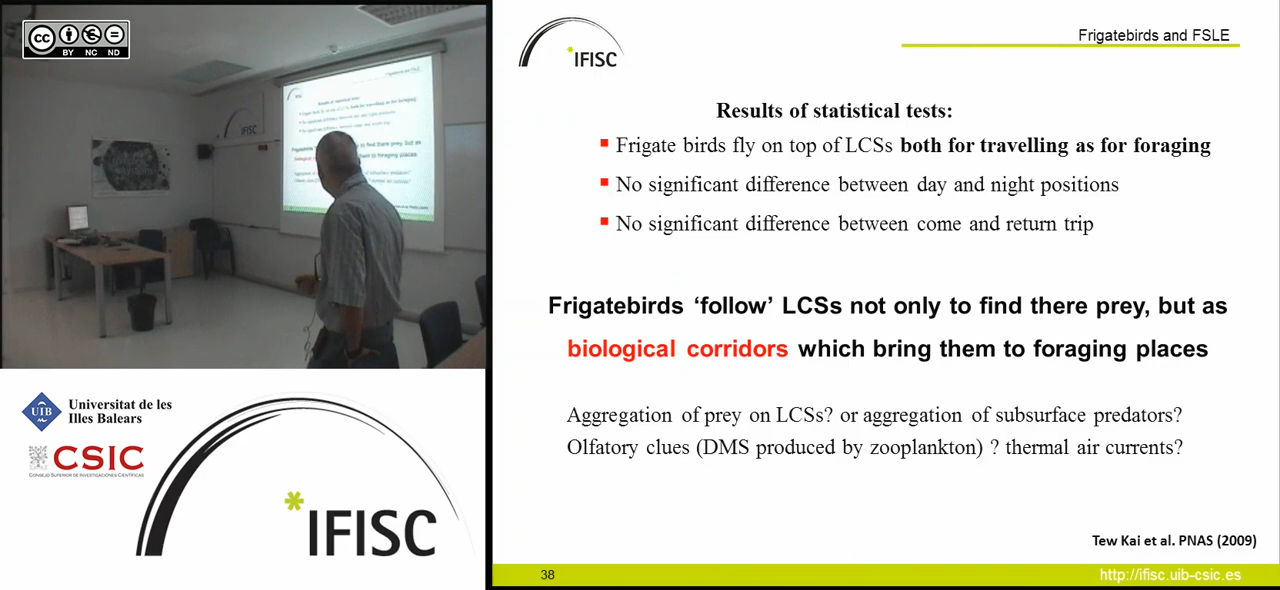 cc
BY NC ND
IFISC
Frigatebirds and FSLE
Results of statistical tests:
Frigate birds fly on top of LCSs both for travelling as for foraging
No significant difference between day and night positions
No significant difference between come and return trip
Frigatebirds ‘follow’ LCSs not only to find there prey, but as
biological corridors which bring them to foraging places
Aggregation of prey on LCSs? or aggregation of subsurface predators?
Olfatory clues (DMS produced by zooplankton) ? thermal air currents?
Tew Kai et al. PNAS (2009)
38
http://ifisc.uib-csic.es
UIB
Universitat de les
Illes Balears
CSIC
CONSEJO SUPERIOR DE INVESTIGACIONES CIENTÍFICAS
*IFISC